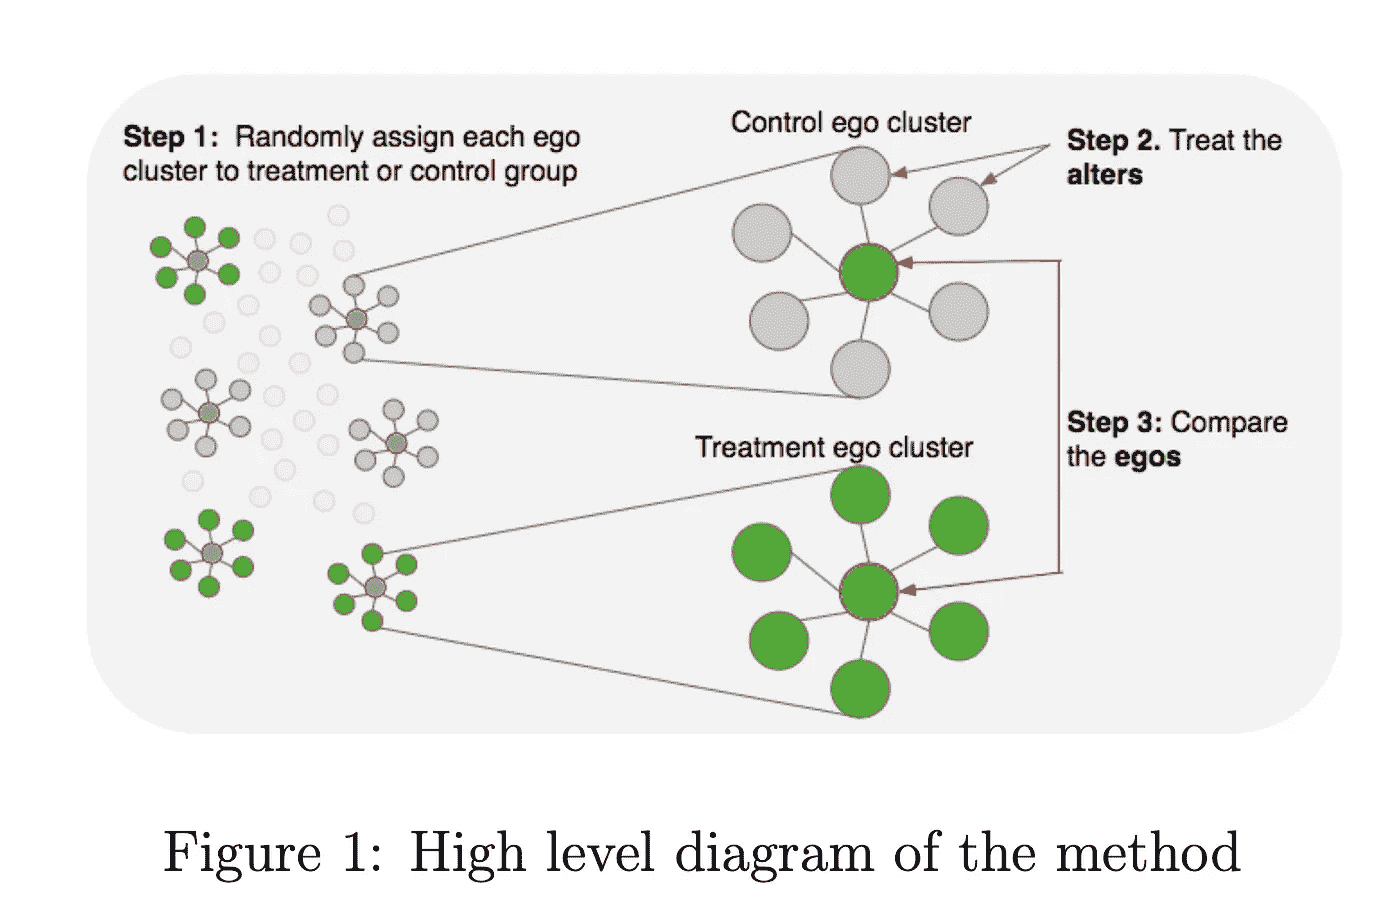 Step 1: Randomly assign each ego
cluster to treatment or control group
Control ego cluster
Step 2. Treat the
alters
Treatment ego cluster
Step 3: Compare
the egos
Figure 1: High level diagram of the method